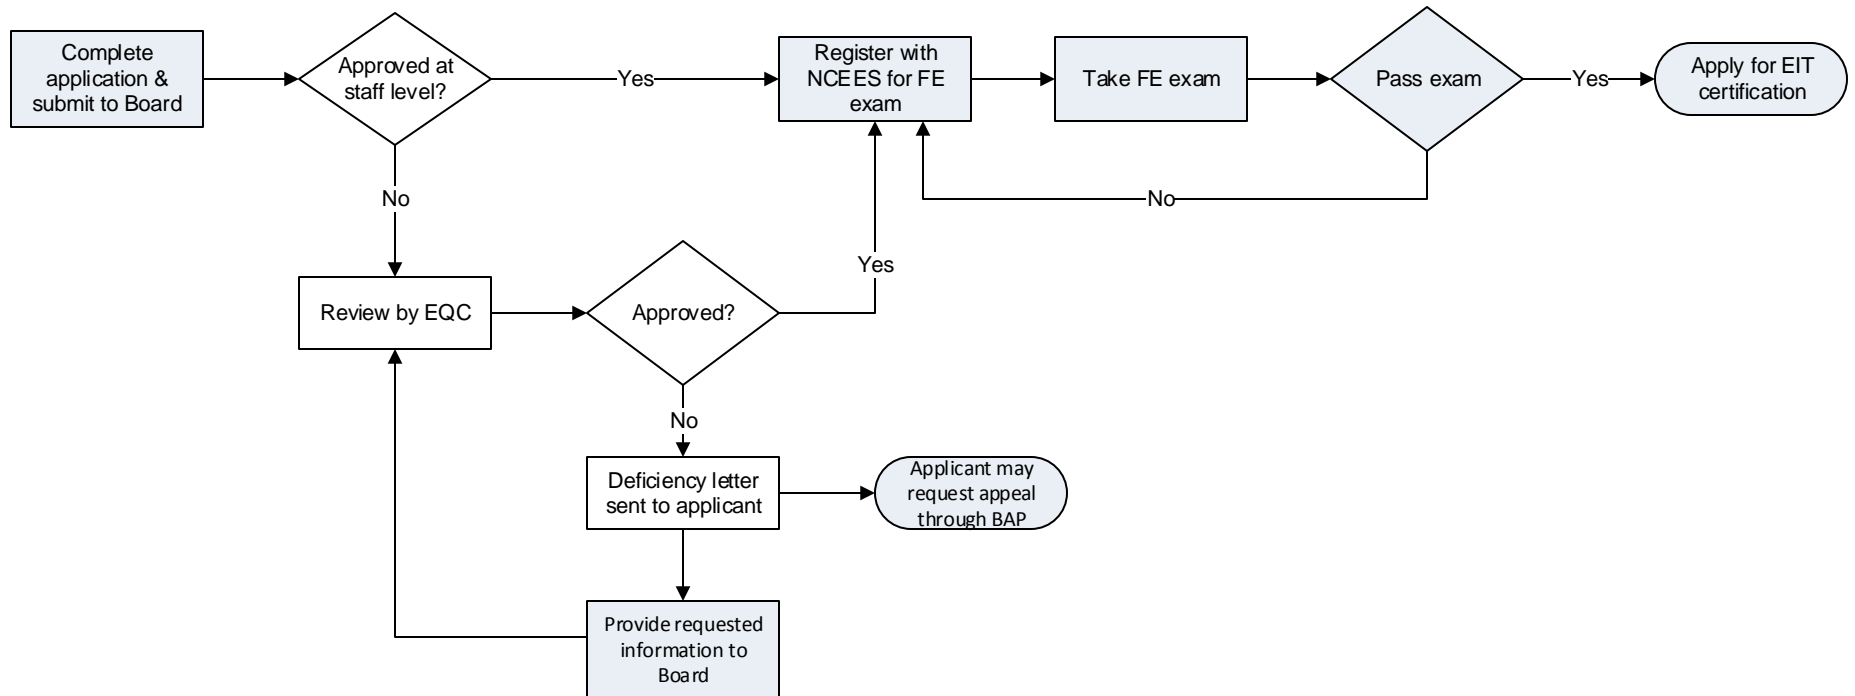 Complete
application &
submit to Board
Approved at
staff level?
Yes
Register with
NCEES for FE
exam
Take FE exam
Pass exam
Yes
Apply for EIT
certification
No
No
Review by EQC
Approved?
Yes
No
Deficiency letter
sent to applicant
Applicant may
request appeal
through BAP
Provide requested
information to
Board